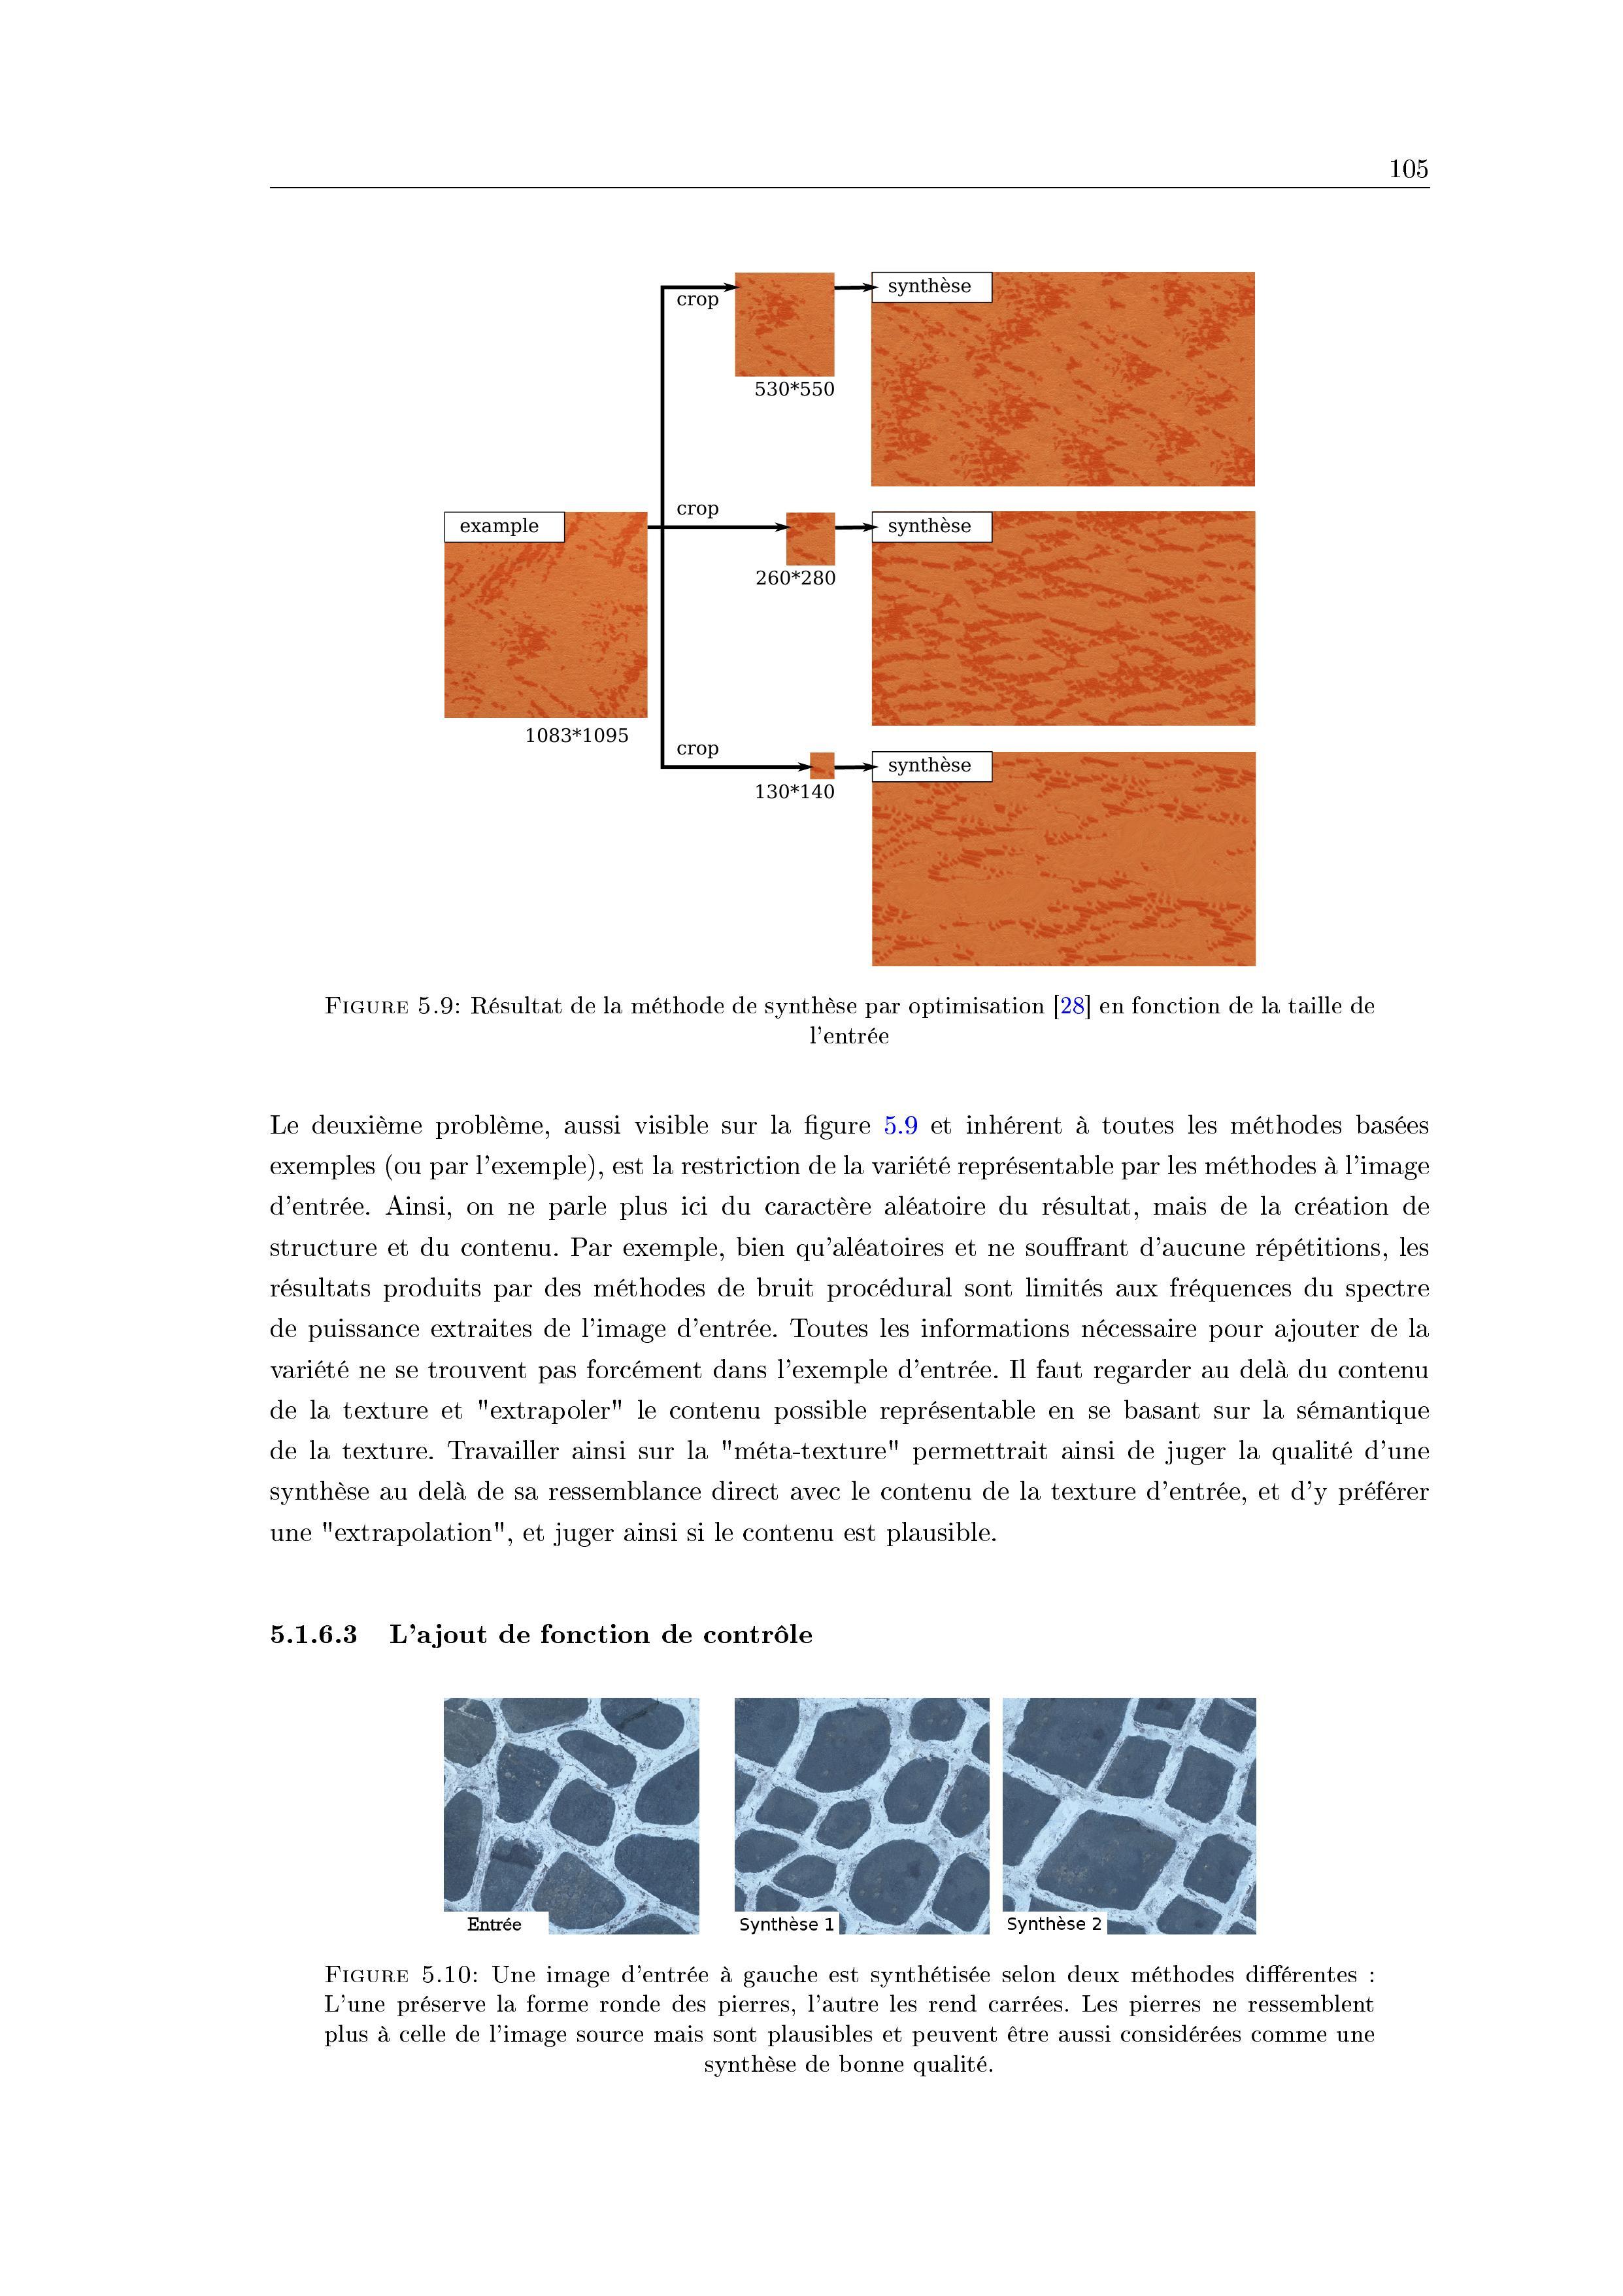 105
crop
synthèse
530*550
crop
example
synthèse
260*280
1083*1095
crop
synthèse
130*140
FIGURE 5.9: Résultat de la méthode de synthèse par optimisation [28] en fonction de la taille de
l'entrée
Le deuxième problème, aussi visible sur la figure 5.9 et inhérent à toutes les méthodes basées
exemples (ou par l'exemple), est la restriction de la variété représentable par les méthodes à l'image
d'entrée. Ainsi, on ne parle plus ici du caractère aléatoire du résultat, mais de la création de
structure et du contenu. Par exemple, bien qu'aléatoires et ne souffrant d'aucune répétitions, les
résultats produits par des méthodes de bruit procédural sont limités aux fréquences du spectre
de puissance extraites de l'image d'entrée. Toutes les informations nécessaire pour ajouter de la
variété ne se trouvent pas forcément dans l'exemple d'entrée. Il faut regarder au delà du contenu
de la texture et "extrapoler" le contenu possible représentable en se basant sur la sémantique
de la texture. Travailler ainsi sur la "méta-texture" permettrait ainsi de juger la qualité d'une
synthèse au delà de sa ressemblance direct avec le contenu de la texture d'entrée, et d'y préférer
une "extrapolation", et juger ainsi si le contenu est plausible.
5.1.6.3 L'ajout de fonction de contrôle
Entrée
Synthèse 1
Synthèse 2
FIGURE 5.10: Une image d'entrée à gauche est synthétisée selon deux méthodes différentes :
L'une préserve la forme ronde des pierres, l'autre les rend carrées. Les pierres ne ressemblent
plus à celle de l'image source mais sont plausibles et peuvent être aussi considérées comme une
synthèse de bonne qualité.